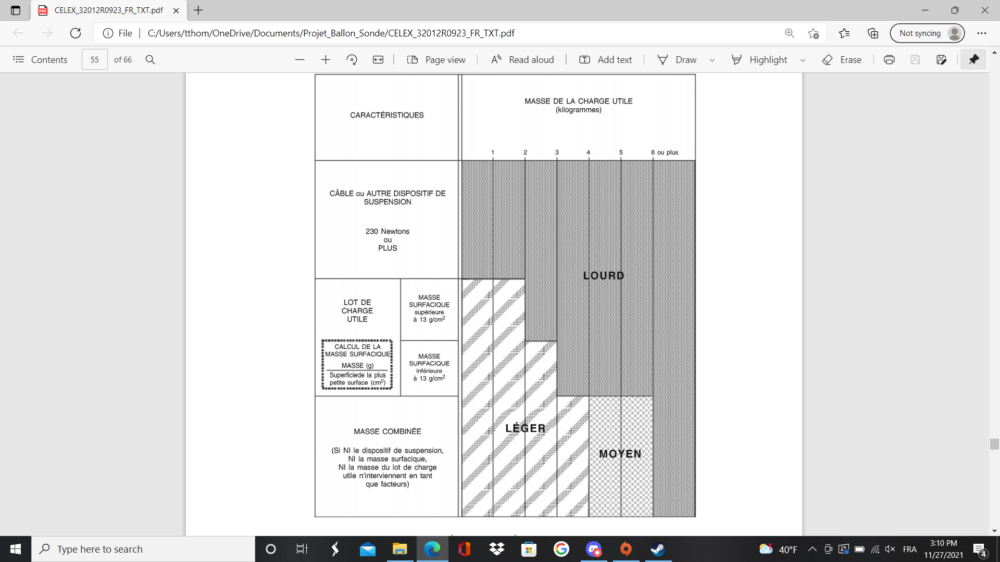 CELEX_32012R0923_FR_TXT.pdf
File
C:/Users/tthom/OneDrive/Documents/Projet_Ballon_Sonde/CELEX_32012R0923_FR_TXT.pdf
Not syncing
Contents
55
of 66
Page view
Read aloud
Add text
Draw
Highlight
Erase
CARACTÉRISTIQUES
MASSE DE LA CHARGE UTILE
(kilogrammes)
1 2 3 4 5 6 ou plus
CÂBLE ou AUTRE DISPOSITIF DE
SUSPENSION
230 Newtons
ou
PLUS
LOURD
LOT DE
CHARGE
UTILE
MASSE
SURFACIQUE
supérieure
à 13 g/cm²
CALCUL DE LA
MASSE SURFACIQUE
MASSE (g)
Superficiede la plus
petite surface (cm²)
MASSE
SURFACIQUE
inférieure
à 13 g/cm²
MASSE COMBINÉE
(Si NI le dispositif de suspension,
NI la masse surfacique,
NI la masse du lot de charge
utile n'interviennent en tant
que facteurs)
LÉGER
MOYEN
Type here to search
40°F
FRA
3:10 PM
11/27/2021
4